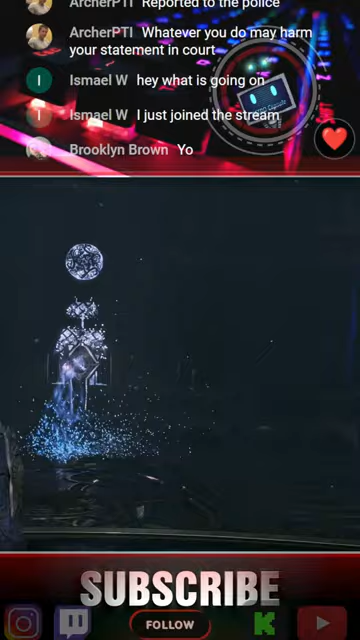 ArcherPTI Reported to the police
ArcherPTI Whatever you do may harm
your statement in court
I Ismael W hey what is going on
I Ismael W I just joined the stream
Brooklyn Brown Yo
SUBSCRIBE
FOLLOW